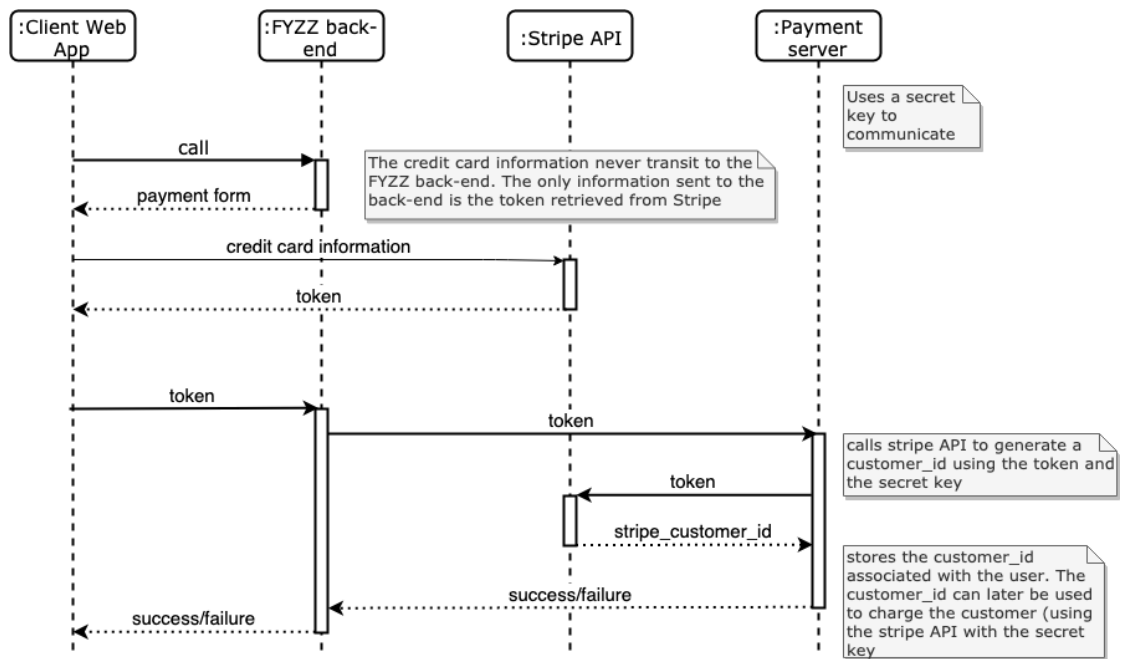 :Client Web
App
:FYZZ back-
end
:Stripe API
:Payment
server
Uses a secret
key to
communicate
call
The credit card information never transit to the
FYZZ back-end. The only information sent to the
back-end is the token retrieved from Stripe
payment form
credit card information
token
token
token
calls stripe API to generate a
customer_id using the token and
the secret key
token
stripe_customer_id
stores the customer_id
associated with the user. The
customer_id can later be used
to charge the customer (using
the stripe API with the secret
key
success/failure
success/failure